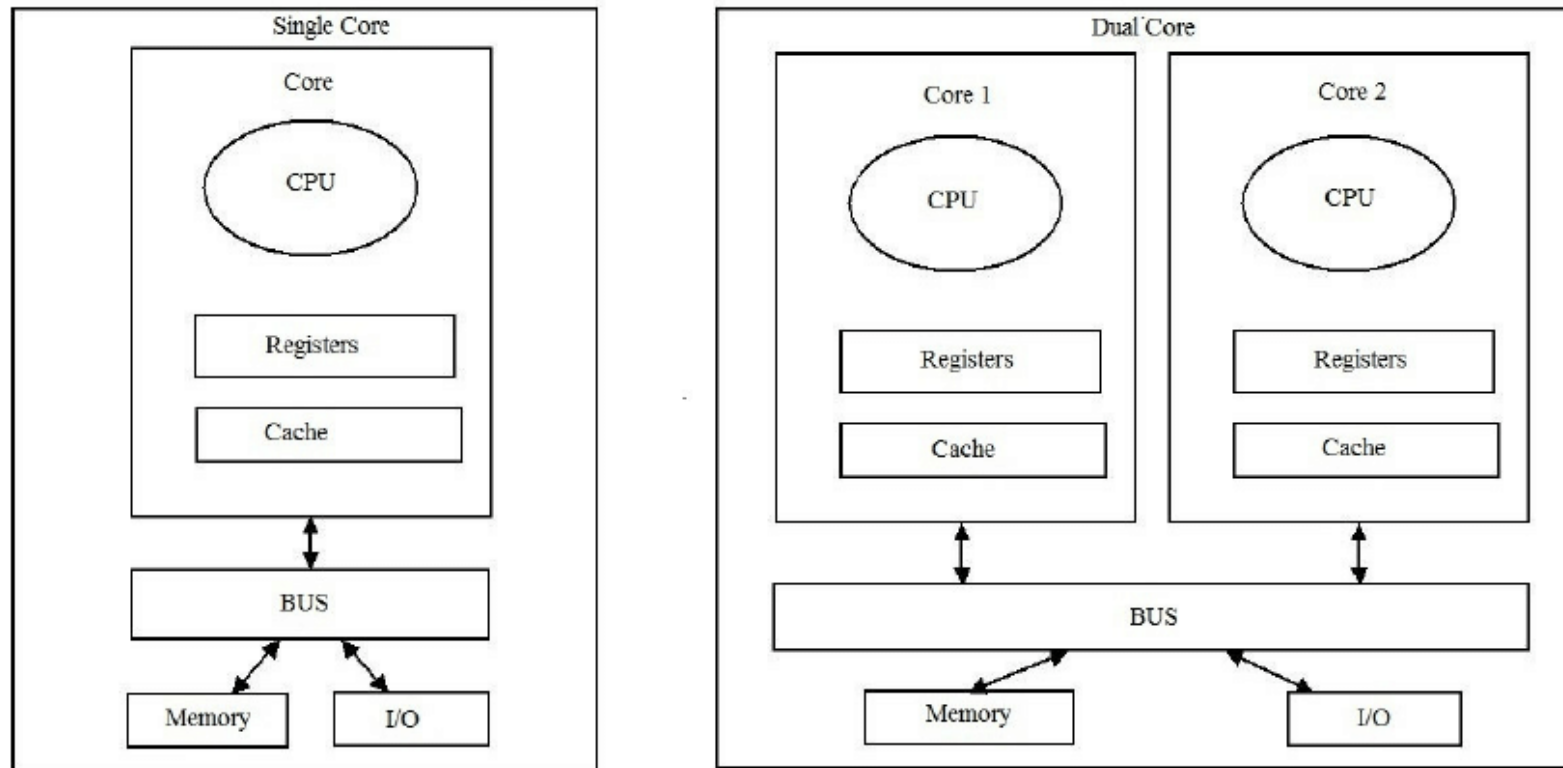 Single Core
Core
CPU
Registers
Cache
BUS
Memory
I/O
Dual Core
Core 1
CPU
Registers
Cache
Core 2
CPU
Registers
Cache
BUS
Memory
I/O